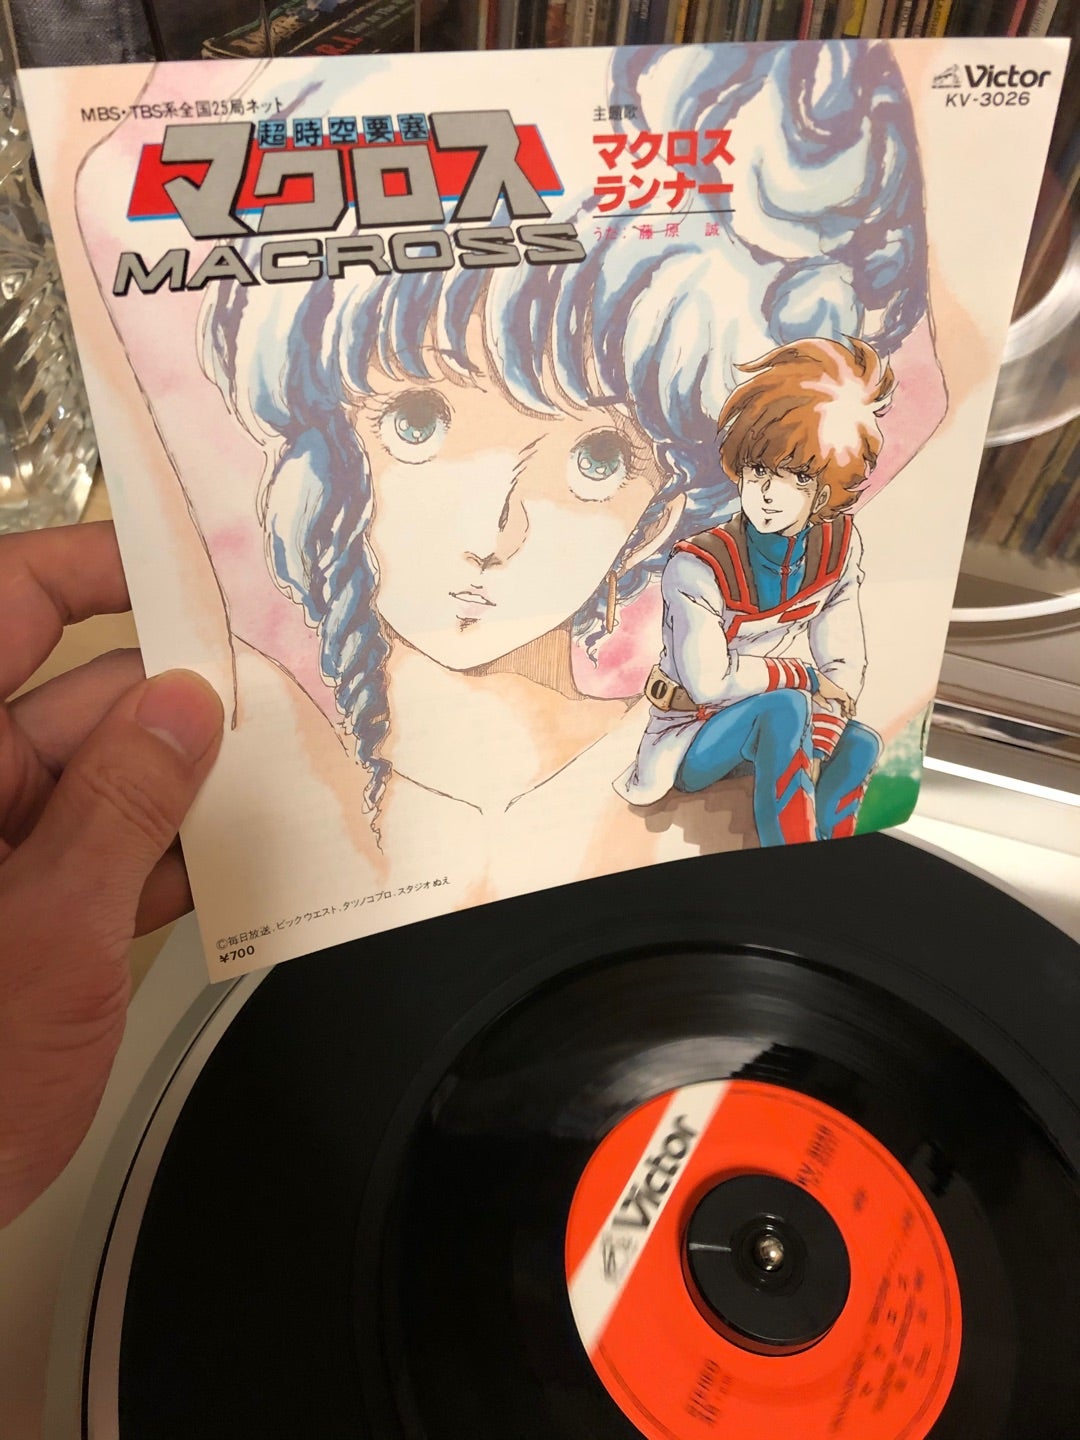 MBS・TBS系全国25局ネット
超時空要塞
マクロス
MACROSS
主題歌
マクロス
ランナー
うた：藤原 誠
Victor
KV-3026
©毎日放送、ビックウエスト、タツノコプロ、スタジオぬえ
¥700
Victor